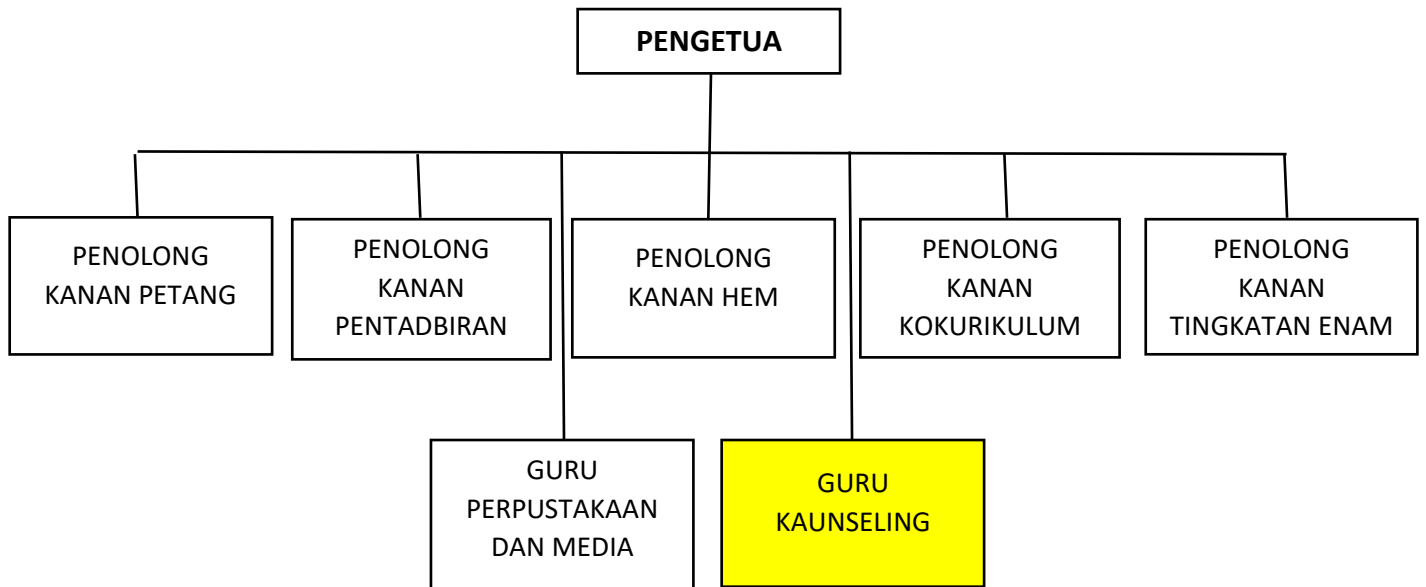 PENGETUA
PENOLONG
KANAN PETANG
PENOLONG
KANAN
PENTADBIRAN
PENOLONG
KANAN HEM
PENOLONG
KANAN
KOKURIKULUM
PENOLONG
KANAN
TINGKATAN ENAM
GURU
PERPUSTAKAAN
DAN MEDIA
GURU
KAUNSELING